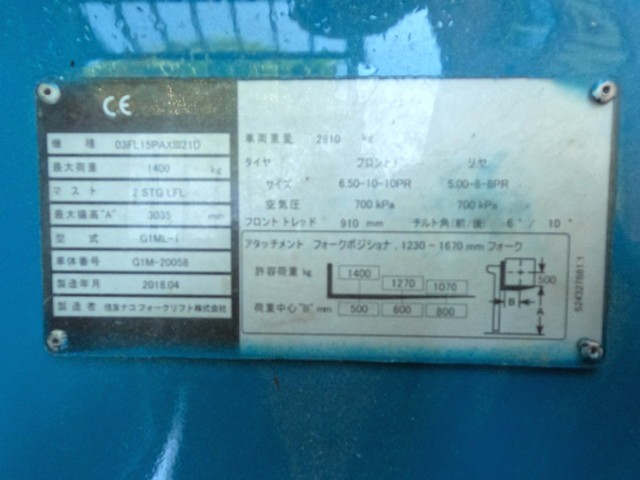 CE
機種 03FL15PAXⅢ21D
最大荷重 1400 kg
マスト 2 STG LFL
最大揚高"A" 3035 mm
型式 G1ML-1
車体番号 Q1M-20058
製造年月 2018.04
製造者 住友ナコフォークリフト株式会社
車両重量 2810 kg
タイヤ フロント リヤ
サイズ 6.50-10-10PR 5.00-8-8PR
空気圧 700 kPa 700 kPa
フロントトレッド 910 mm チルト角(前/後) 6°/ 10°
アタッチメント フォークポジショナ, 1230 - 1670 mm フォーク
許容荷重 kg 1400 1270 1070
荷重中心"B" mm 500 600 800
B 500 A
524327881.1